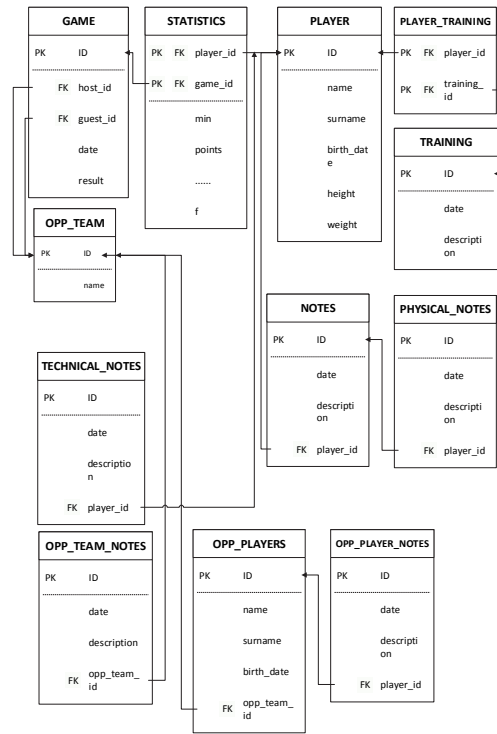 GAME
PK ID
FK host_id
FK guest_id
date
result
STATISTICS
PK FK player_id
PK FK game_id
min
points
......
f
PLAYER
PK ID
name
surname
birth_dat
e
height
weight
PLAYER_TRAINING
PK FK player_id
PK FK training_
id
TRAINING
PK ID
date
descripti
on
OPP_TEAM
PK ID
name
NOTES
PK ID
date
descripti
on
FK player_id
PHYSICAL_NOTES
PK ID
date
descripti
on
FK player_id
TECHNICAL_NOTES
PK ID
date
descriptio
n
FK player_id
OPP_TEAM_NOTES
PK ID
date
description
FK opp_team_
id
OPP_PLAYERS
PK ID
name
surname
birth_date
FK opp_team_
id
OPP_PLAYER_NOTES
PK ID
date
descripti
on
FK player_id